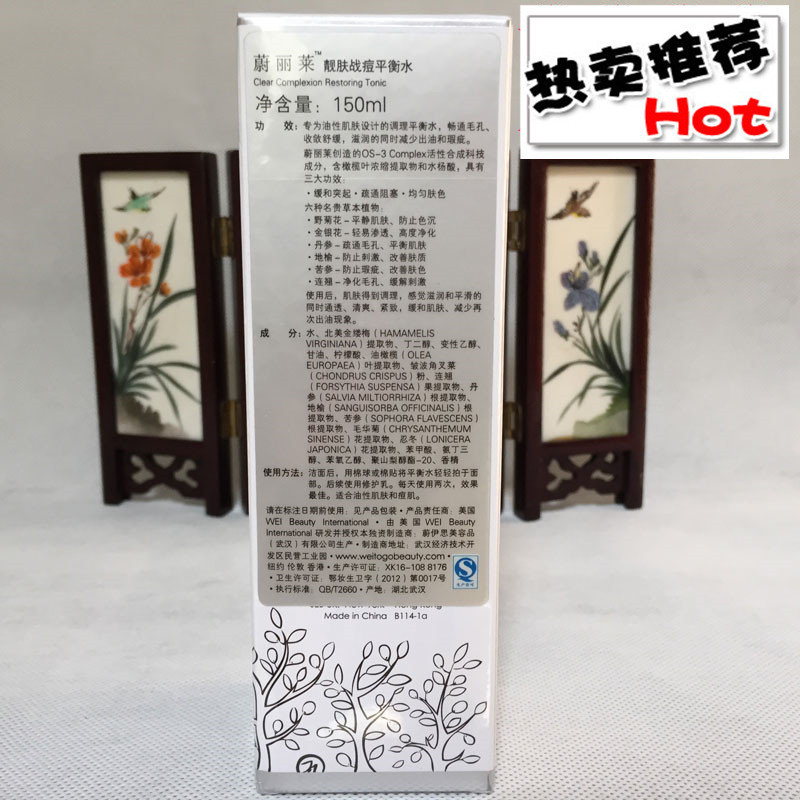 热卖推荐
Hot
蔚丽莱™ 靓肤战痘平衡水
Clear Complexion Restoring Tonic
净含量：150ml
功 效：专为油性肌肤设计的调理平衡水，畅通毛孔、
收敛舒缓，滋润的同时减少出油和瑕疵。
蔚丽莱创造的OS-3 Complex活性合成科技
成分，含橄榄叶浓缩提取物和水杨酸，具有
三大功效：
·缓和突起·疏通阻塞·均匀肤色
六种名贵草本植物：
·野菊花–平静肌肤、防止色沉
·金银花–轻易渗透、高度净化
·丹参–疏通毛孔、平衡肌肤
·地榆–防止刺激、改善肤质
·苦参–防止瑕疵、改善肤色
·连翘–净化毛孔、缓解刺激
使用后，肌肤得到调理，感觉滋润和平滑的
同时通透、清爽、紧致，缓和肌肤、减少再
次出油现象。
成 分：水、北美金缕梅（HAMAMELIS
VIRGINIANA）提取物、丁二醇、变性乙醇、
甘油、柠檬酸、油橄榄（OLEA
EUROPAEA）叶提取物、皱波角叉菜
（CHONDRUS CRISPUS）粉、连翘
（FORSYTHIA SUSPENSA）果提取物、丹
参（SALVIA MILTIORRHIZA）根提取物、
地榆（SANGUISORBA OFFICINALIS）根
提取物、苦参（SOPHORA FLAVESCENS）
根提取物、毛华菊（CHRYSANTHEMUM
SINENSE）花提取物、忍冬（LONICERA
JAPONICA）花提取物、苯甲酸、氨丁三
醇、苯氧乙醇、聚山梨醇酯-20、香精
使用方法：洁面后，用棉球或棉贴将平衡水轻轻拍于面
部。后续使用修护乳。每天使用两次，效果
最佳。适合油性肌肤和痘肌。
请在标注日期前使用：见产品包装·产品责任商：美国
WEI Beauty International·由美国WEI Beauty
International 研发并授权本独资制造商：蔚伊思美容品
（武汉）有限公司生产·制造商地址：武汉经济技术开
发区民营工业园·www.weitogobeauty.com·
纽约 伦敦 香港·生产许可证：XK16-108 8176
·卫生许可证：鄂妆生卫字（2012）第0017号
·执行标准：QB/T2660·产地：湖北武汉
Made in China B114-1a